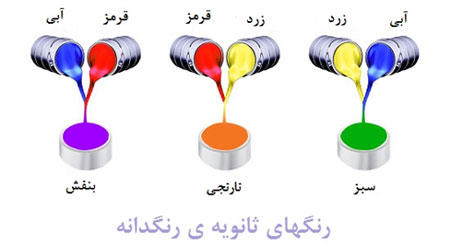 آبی زرد قرمز زرد قرمز آبی
سبز نارنجی بنفش
رنگهای ثانویه ی رنگدانه